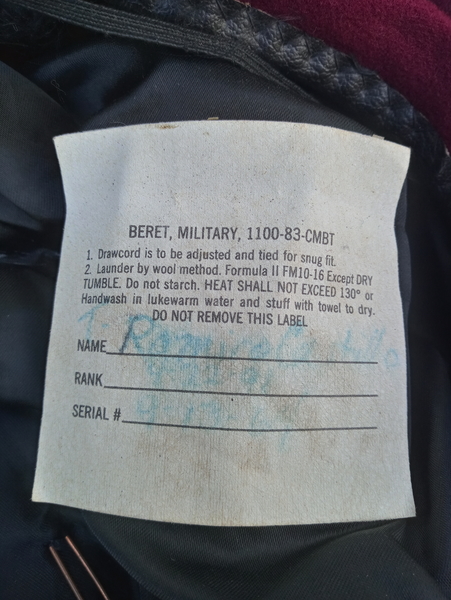 BERET, MILITARY, 1100-83-CMBT
1. Drawcord is to be adjusted and tied for snug fit.
2. Launder by wool method. Formula II FM10-16 Except DRY
TUMBLE. Do not starch. HEAT SHALL NOT EXCEED 130° or
Handwash in lukewarm water and stuff with towel to dry.
DO NOT REMOVE THIS LABEL
NAME
RANK
SERIAL #